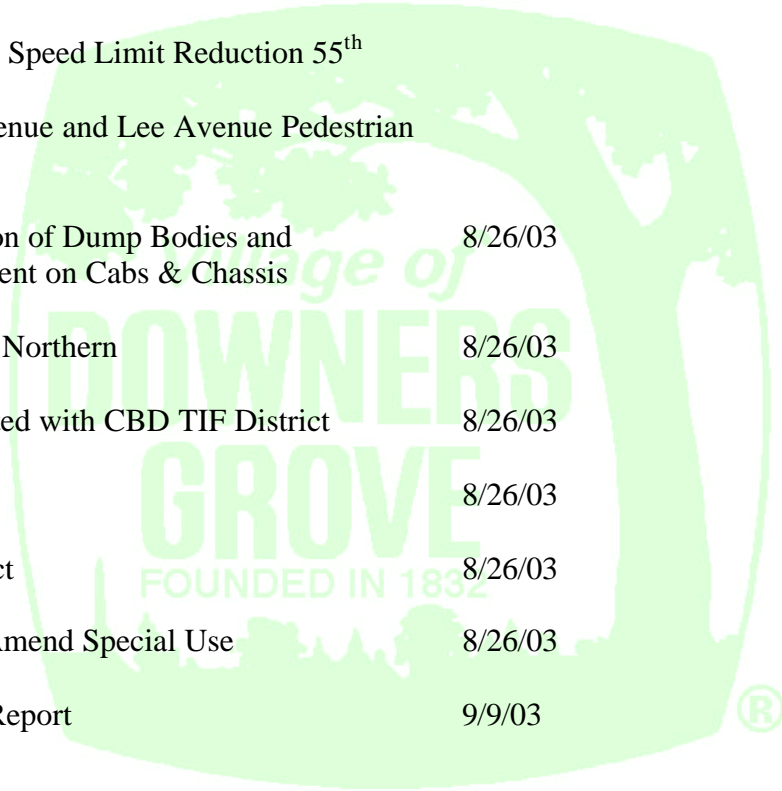 Speed Limit Reduction 55th
enue and Lee Avenue Pedestrian
on of Dump Bodies and 8/26/03
ent on Cabs & Chassis
Village of
Northern 8/26/03
DOWNERS
ted with CBD TIF District 8/26/03
GROVE
8/26/03
ct 8/26/03
FOUNDED IN 1832
Amend Special Use 8/26/03
Report 9/9/03
®